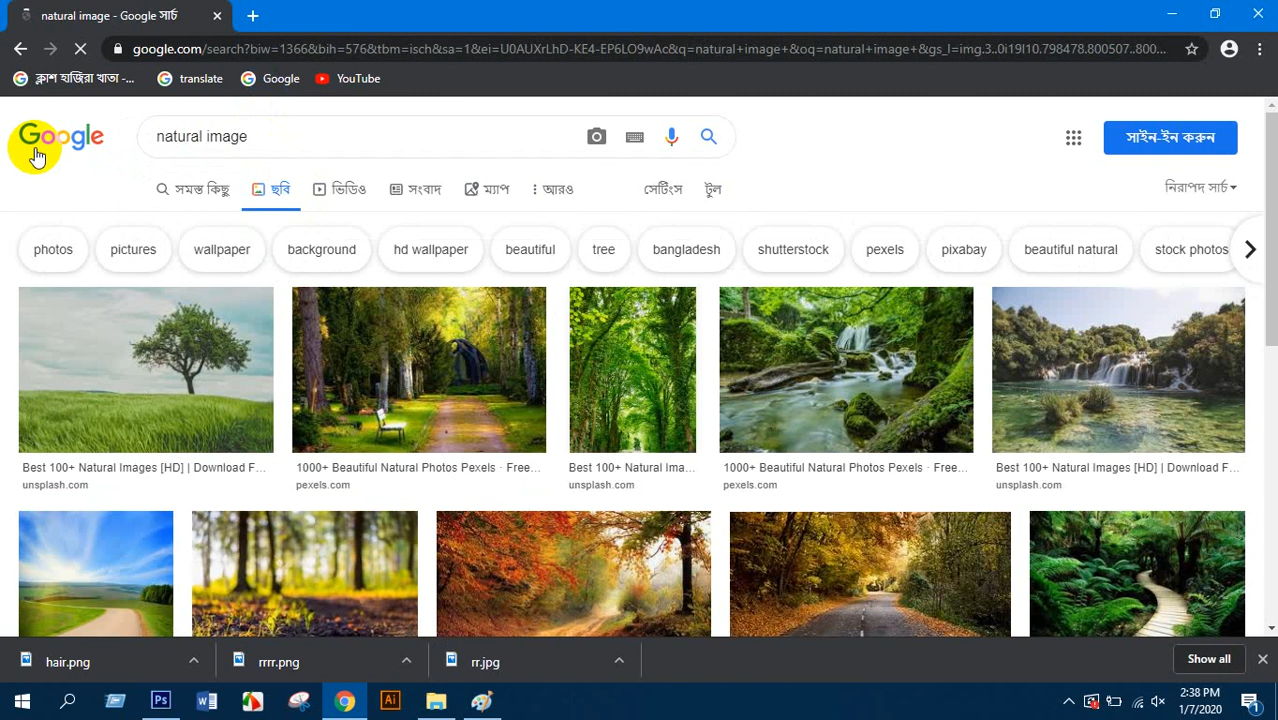 natural image - Google সার্চ
google.com/search?biw=1366&bih=576&tbm=isch&sa=1&ei=U0AUXrLhD-KE4-EP6LO9wAc&q=natural+image+&oq=natural+image+&gs_l=img.3..0i19l10.798478.800507..800...
ক্লাশ হাজিরা খাতা -... translate Google YouTube
Google natural image সাইন-ইন করুন
সমস্ত কিছু ছবি ভিডিও সংবাদ ম্যাপ আরও সেটিংস টুল নিরাপদ সার্চ
photos pictures wallpaper background hd wallpaper beautiful tree bangladesh shutterstock pexels pixabay beautiful natural stock photos
Best 100+ Natural Images [HD] | Download F... 1000+ Beautiful Natural Photos Pexels · Free... Best 100+ Natural Ima... 1000+ Beautiful Natural Photos Pexels · Free... Best 100+ Natural Images [HD] | Download F...
unsplash.com pexels.com unsplash.com pexels.com unsplash.com
hair.png rrrr.png rr.jpg Show all
Ps W Ai 2:38 PM
1/7/2020 1